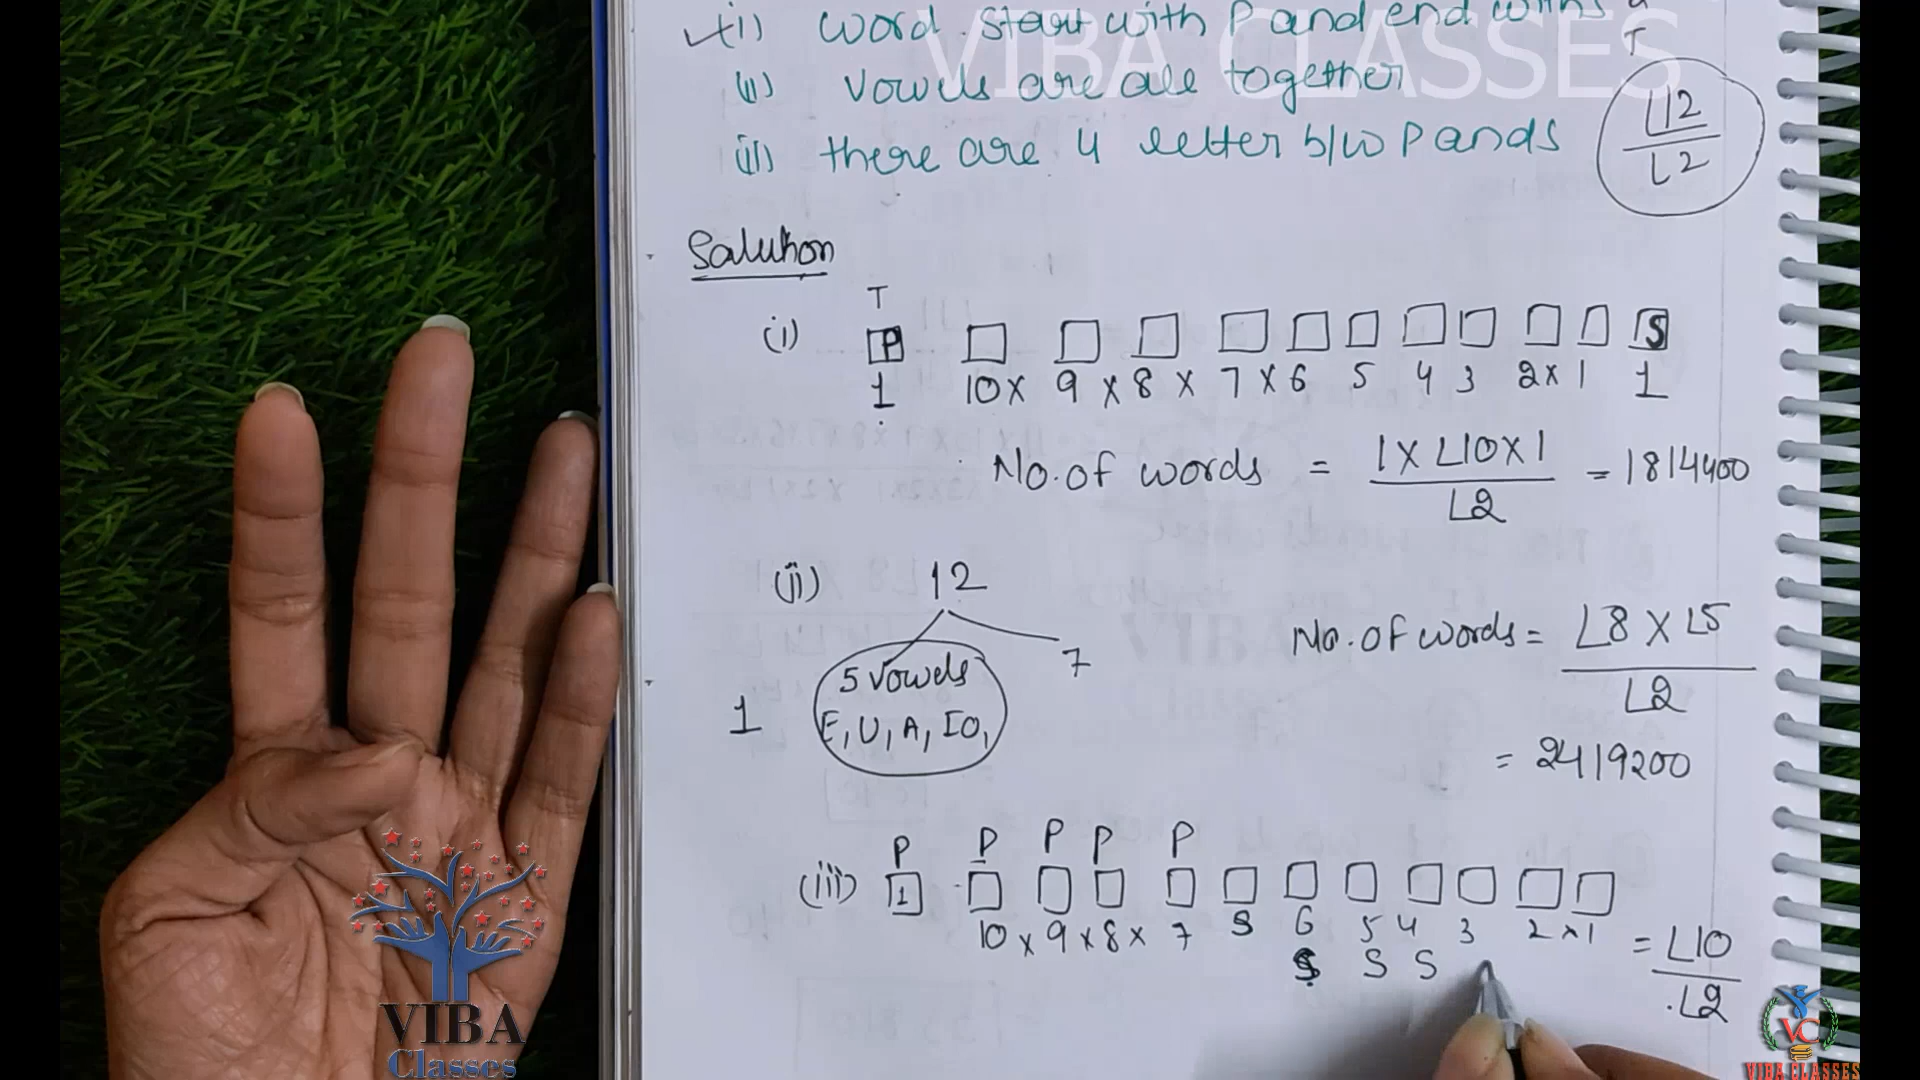 (i) word start with P and end with s
T
(ii) vowels are all together
(iii) there are 4 letter b/w P and S
L12
L2
VIBA CLASSES
Solution
T
(i) P S
1 10 x 9 x 8 x 7 x 6 5 4 3 2 x 1 1
No. of words = 1 x L10 x 1 / L2 = 1814400
(ii) 12
5 vowels 7
1 E, U, A, I O,
No. of words = L8 x L5 / L2
= 2419200
P P P P P
(iii) 1
10 x 9 x 8 x 7 S 6 5 4 3 2 x 1 = L10 / L2
S S S
VIBA
Classes
VC
VIBA CLASSES